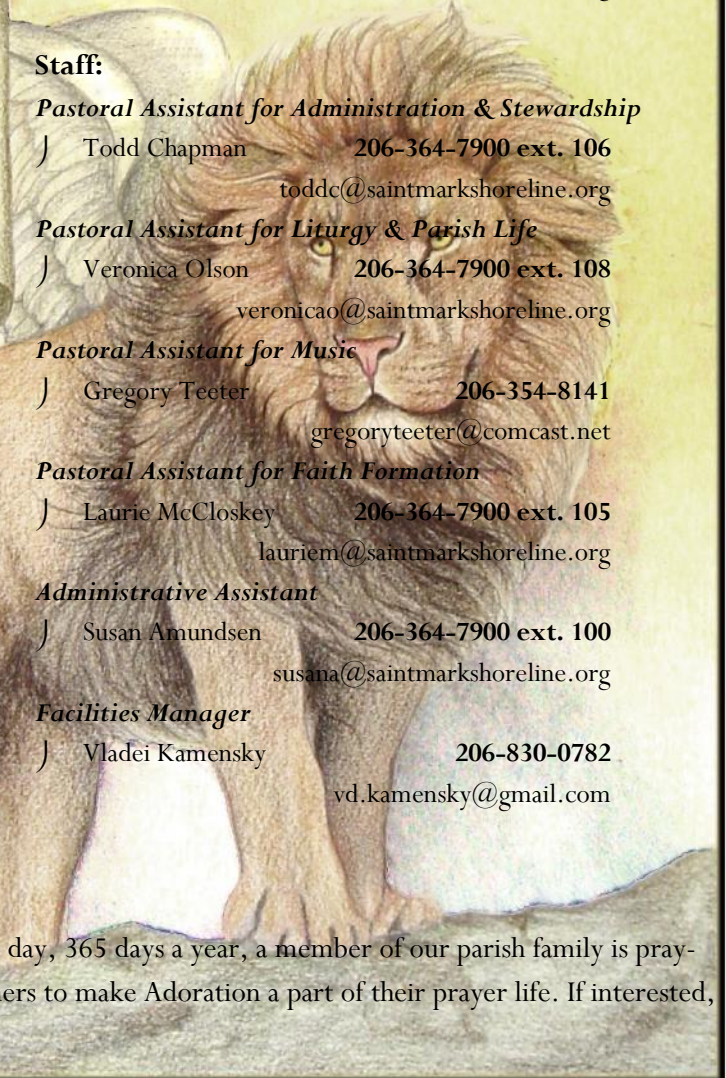 Staff:
Pastoral Assistant for Administration & Stewardship
Todd Chapman 206-364-7900 ext. 106
toddc@saintmarkshoreline.org
Pastoral Assistant for Liturgy & Parish Life
Veronica Olson 206-364-7900 ext. 108
veronicao@saintmarkshoreline.org
Pastoral Assistant for Music
Gregory Teeter 206-354-8141
gregoryteeter@comcast.net
Pastoral Assistant for Faith Formation
Laurie McCloskey 206-364-7900 ext. 105
lauriem@saintmarkshoreline.org
Administrative Assistant
Susan Amundsen 206-364-7900 ext. 100
susana@saintmarkshoreline.org
Facilities Manager
Vladei Kamensky 206-830-0782
vd.kamensky@gmail.com
day, 365 days a year, a member of our parish family is pray-
to make Adoration a part of their prayer life. If interested,